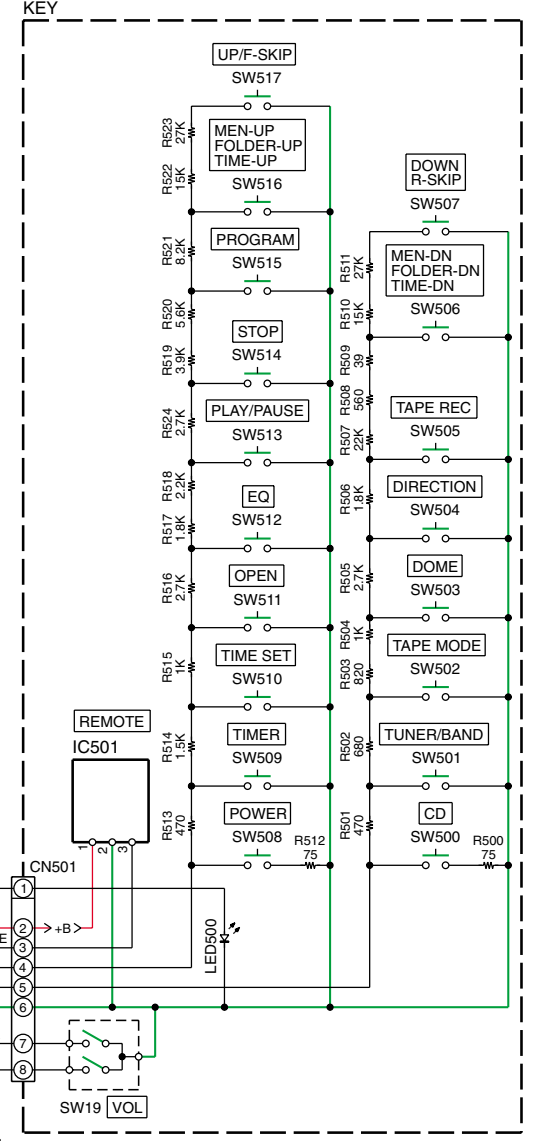 KEY
UP/F-SKIP
SW517
R523
27K
MEN-UP
FOLDER-UP
TIME-UP
R522
15K
SW516
R521
8.2K
PROGRAM
SW515
R520
5.6K
STOP
R519
3.9K
SW514
R524
2.7K
PLAY/PAUSE
SW513
R518
2.2K
EQ
R517
1.8K
SW512
R516
2.7K
OPEN
SW511
R515
1K
TIME SET
SW510
R514
1.5K
TIMER
SW509
R513
470
POWER
SW508
R512
75
DOWN
R-SKIP
SW507
R511
27K
MEN-DN
FOLDER-DN
TIME-DN
R510
15K
SW506
R509
39
R508
560
TAPE REC
R507
22K
SW505
R506
1.8K
DIRECTION
SW504
R505
2.7K
DOME
SW503
R504
1K
TAPE MODE
R503
820
SW502
R502
680
TUNER/BAND
SW501
R501
470
CD
SW500
R500
75
REMOTE
IC501
1
2
3
CN501
1
2
+B
E
3
4
5
6
7
8
LED500
SW19 VOL